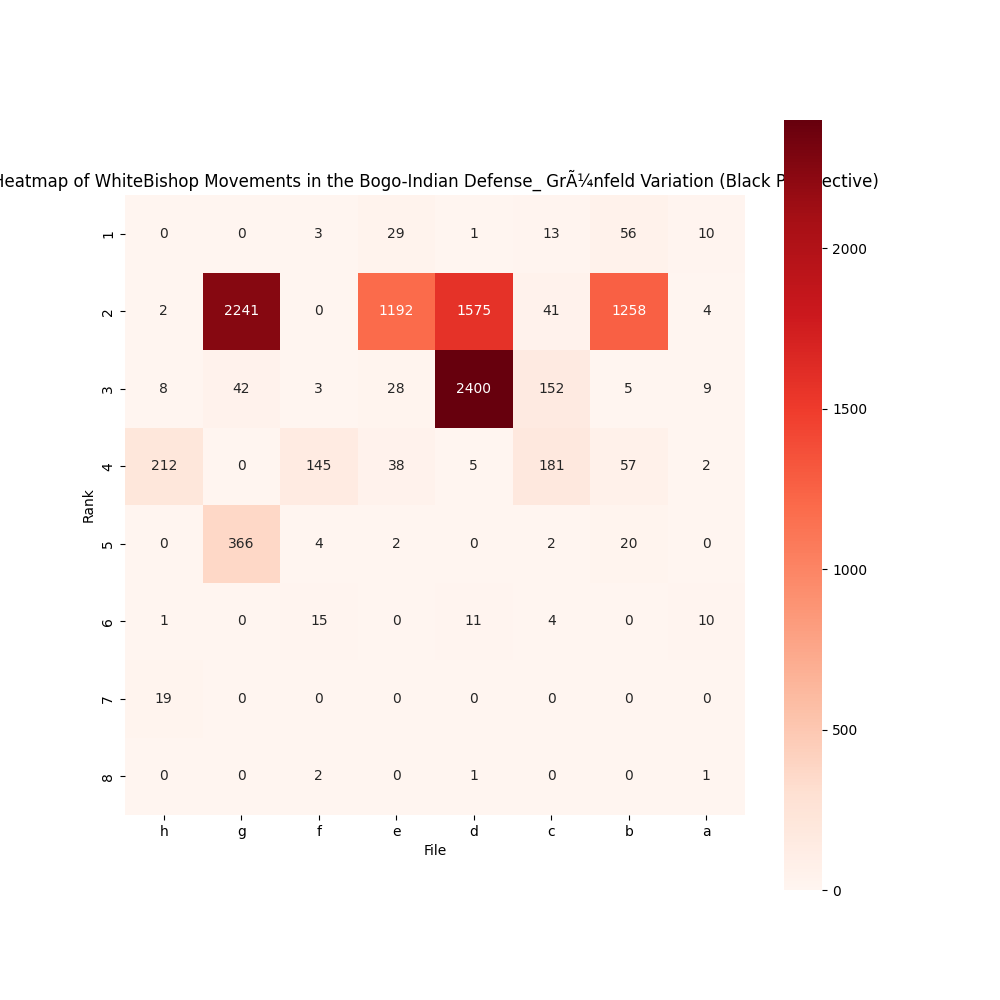 Heatmap of WhiteBishop Movements in the Bogo-Indian Defense_ GrÃ¼nfeld Variation (Black P ective)
1 0 0 3 29 1 13 56 10
2 2 2241 0 1192 1575 41 1258 4
3 8 42 3 28 2400 152 5 9
4 212 0 145 38 5 181 57 2
5 0 366 4 2 0 2 20 0
6 1 0 15 0 11 4 0 10
7 19 0 0 0 0 0 0 0
8 0 0 2 0 1 0 0 1
h g f e d c b a
File
Rank
2000
1500
1000
500
0